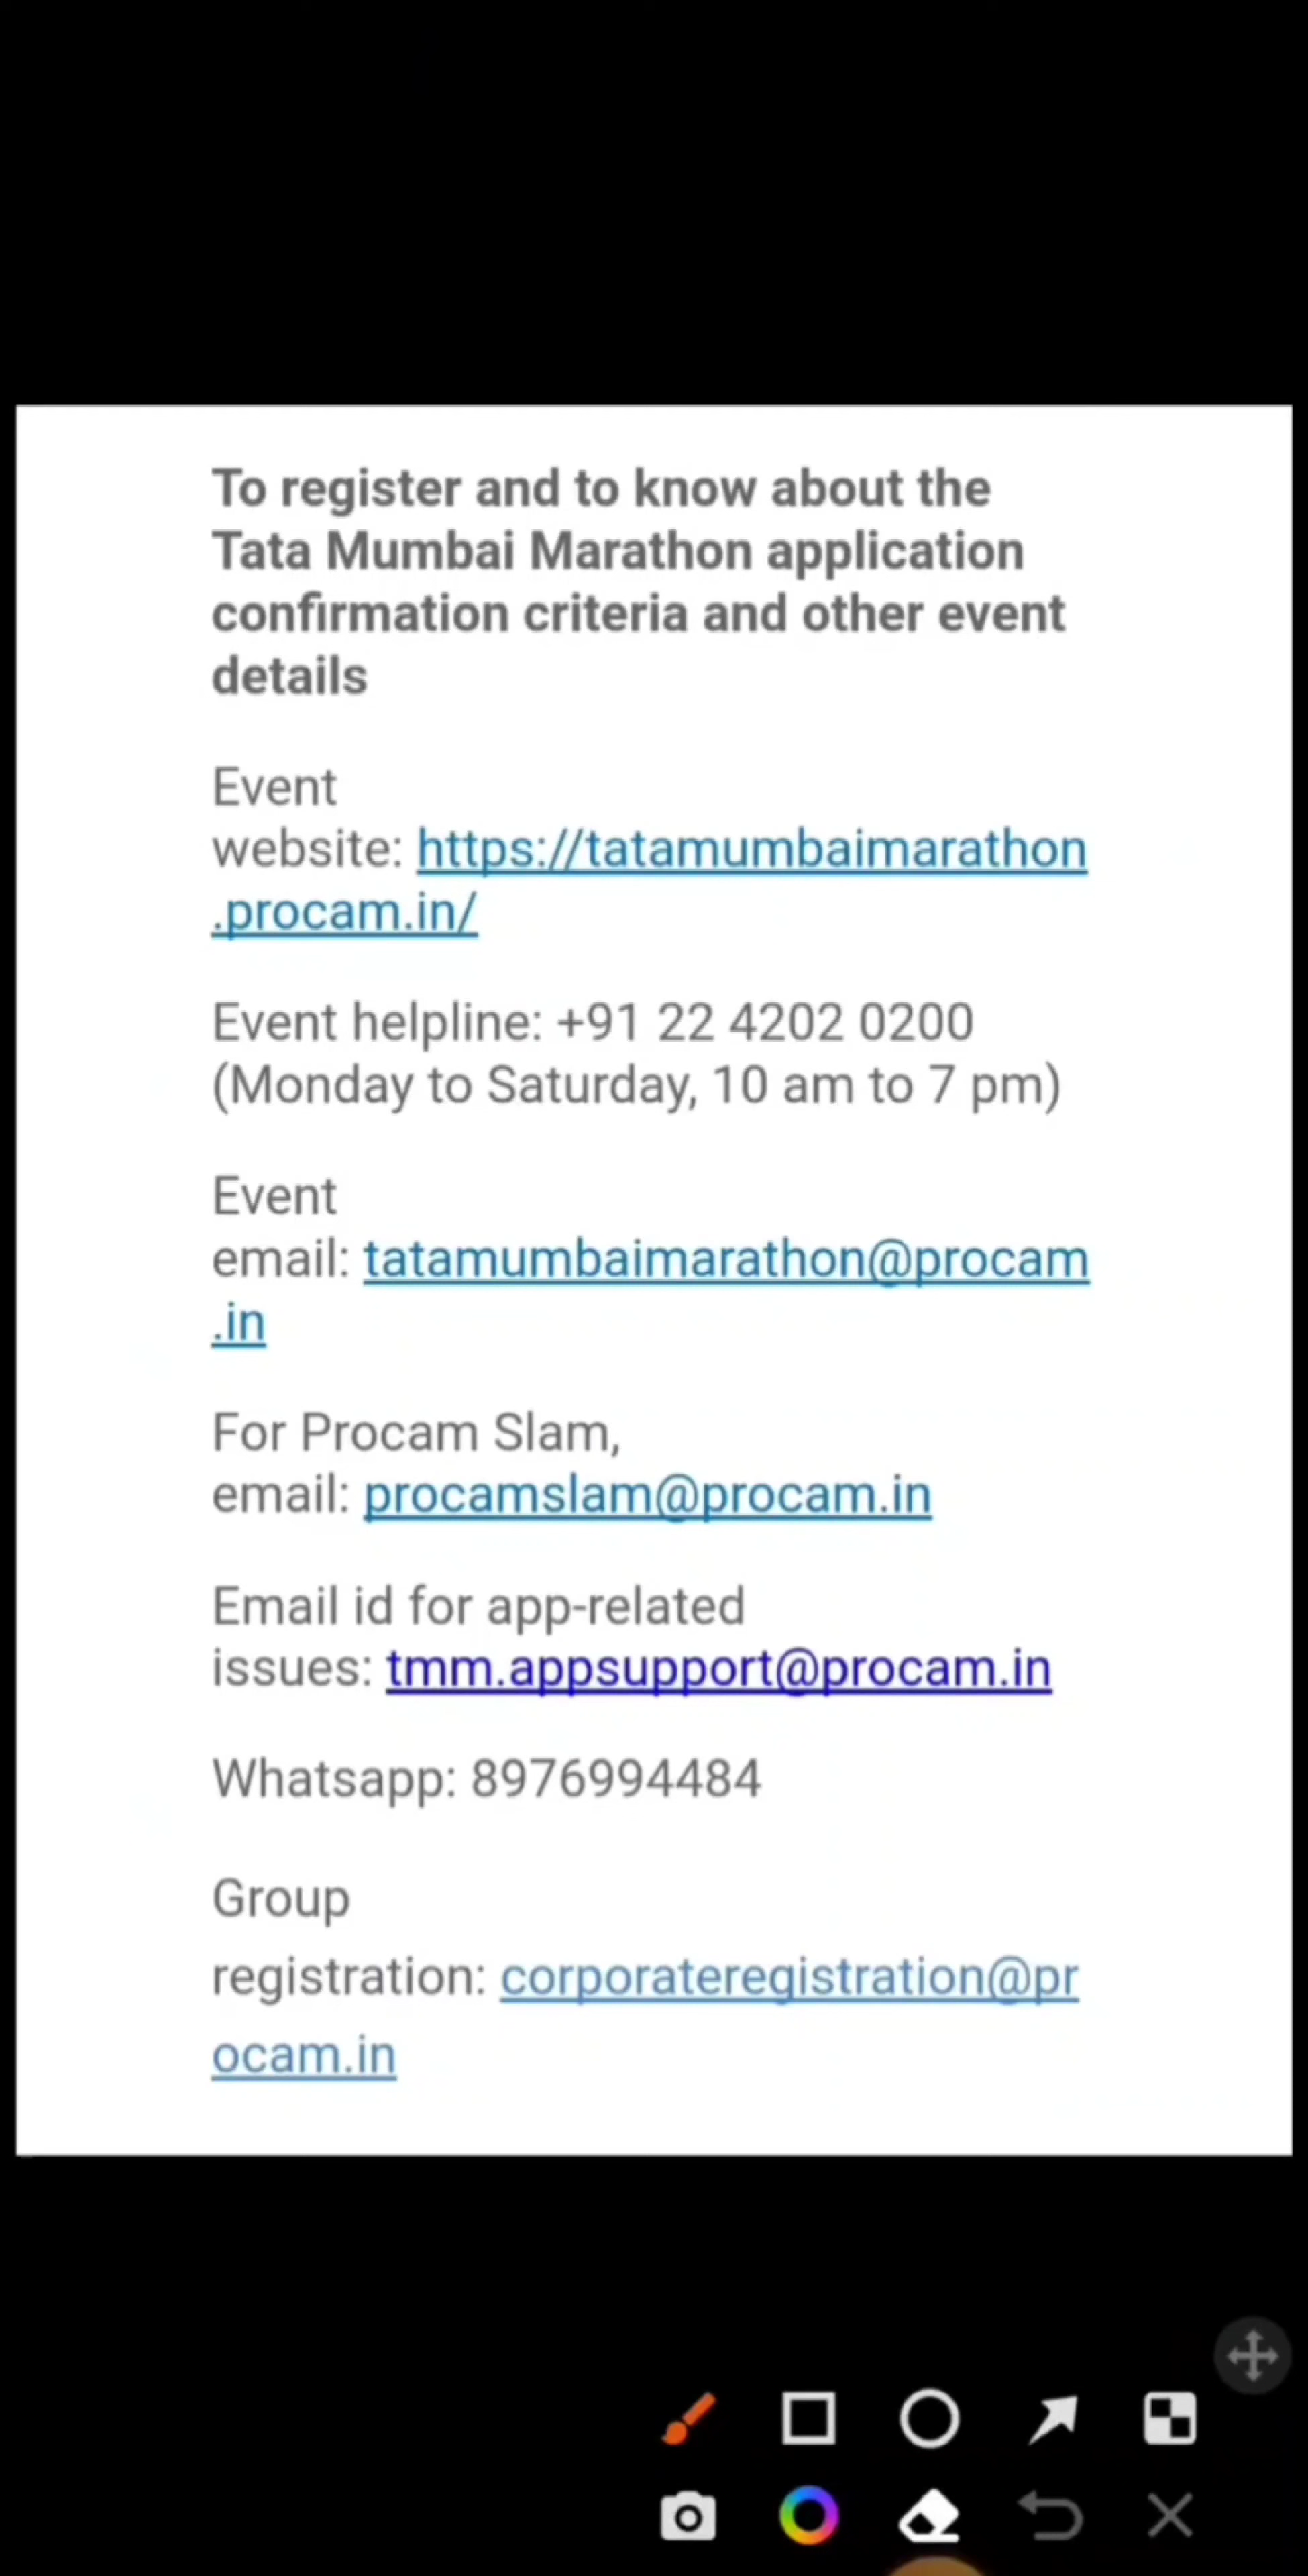 To register and to know about the
Tata Mumbai Marathon application
confirmation criteria and other event
details
Event
website: https://tatamumbaimarathon
.procam.in/
Event helpline: +91 22 4202 0200
(Monday to Saturday, 10 am to 7 pm)
Event
email: tatamumbaimarathon@procam
.in
For Procam Slam,
email: procamslam@procam.in
Email id for app-related
issues: tmm.appsupport@procam.in
Whatsapp: 8976994484
Group
registration: corporateregistration@pr
ocam.in